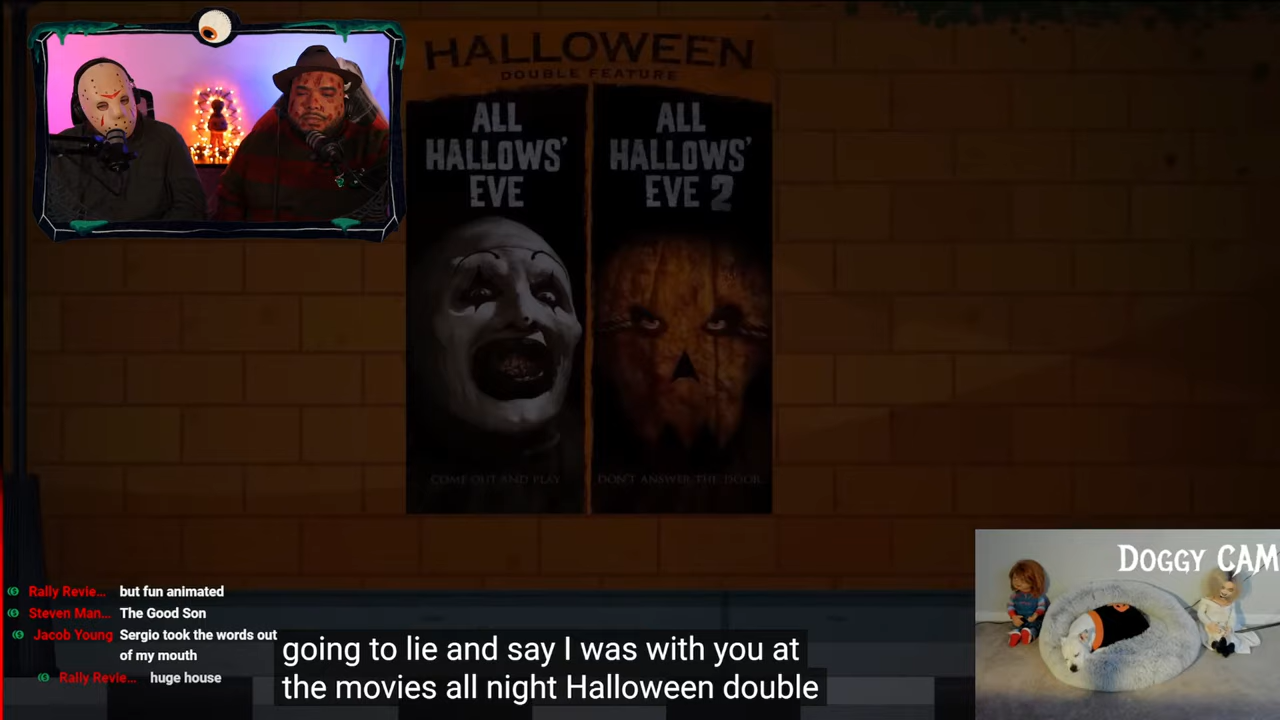 HALLOWEEN
DOUBLE FEATURE
ALL
HALLOWS'
EVE
ALL
HALLOWS'
EVE 2
COME OUT AND PLAY
DON'T ANSWER THE DOOR
DOGGY CAM
Rally Revie... but fun animated
Steven Man... The Good Son
Jacob Young Sergio took the words out
of my mouth
Rally Revie... huge house
going to lie and say I was with you at
the movies all night Halloween double